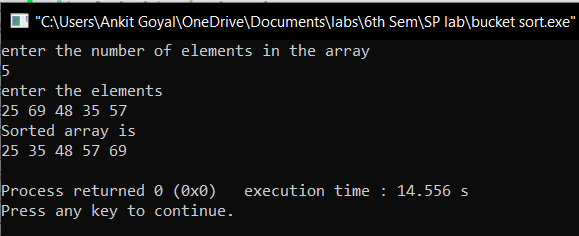 "C:\Users\Ankit Goyal\OneDrive\Documents\labs\6th Sem\SP lab\bucket sort.exe"
enter the number of elements in the array
5
enter the elements
25 69 48 35 57
Sorted array is
25 35 48 57 69
Process returned 0 (0x0)   execution time : 14.556 s
Press any key to continue.